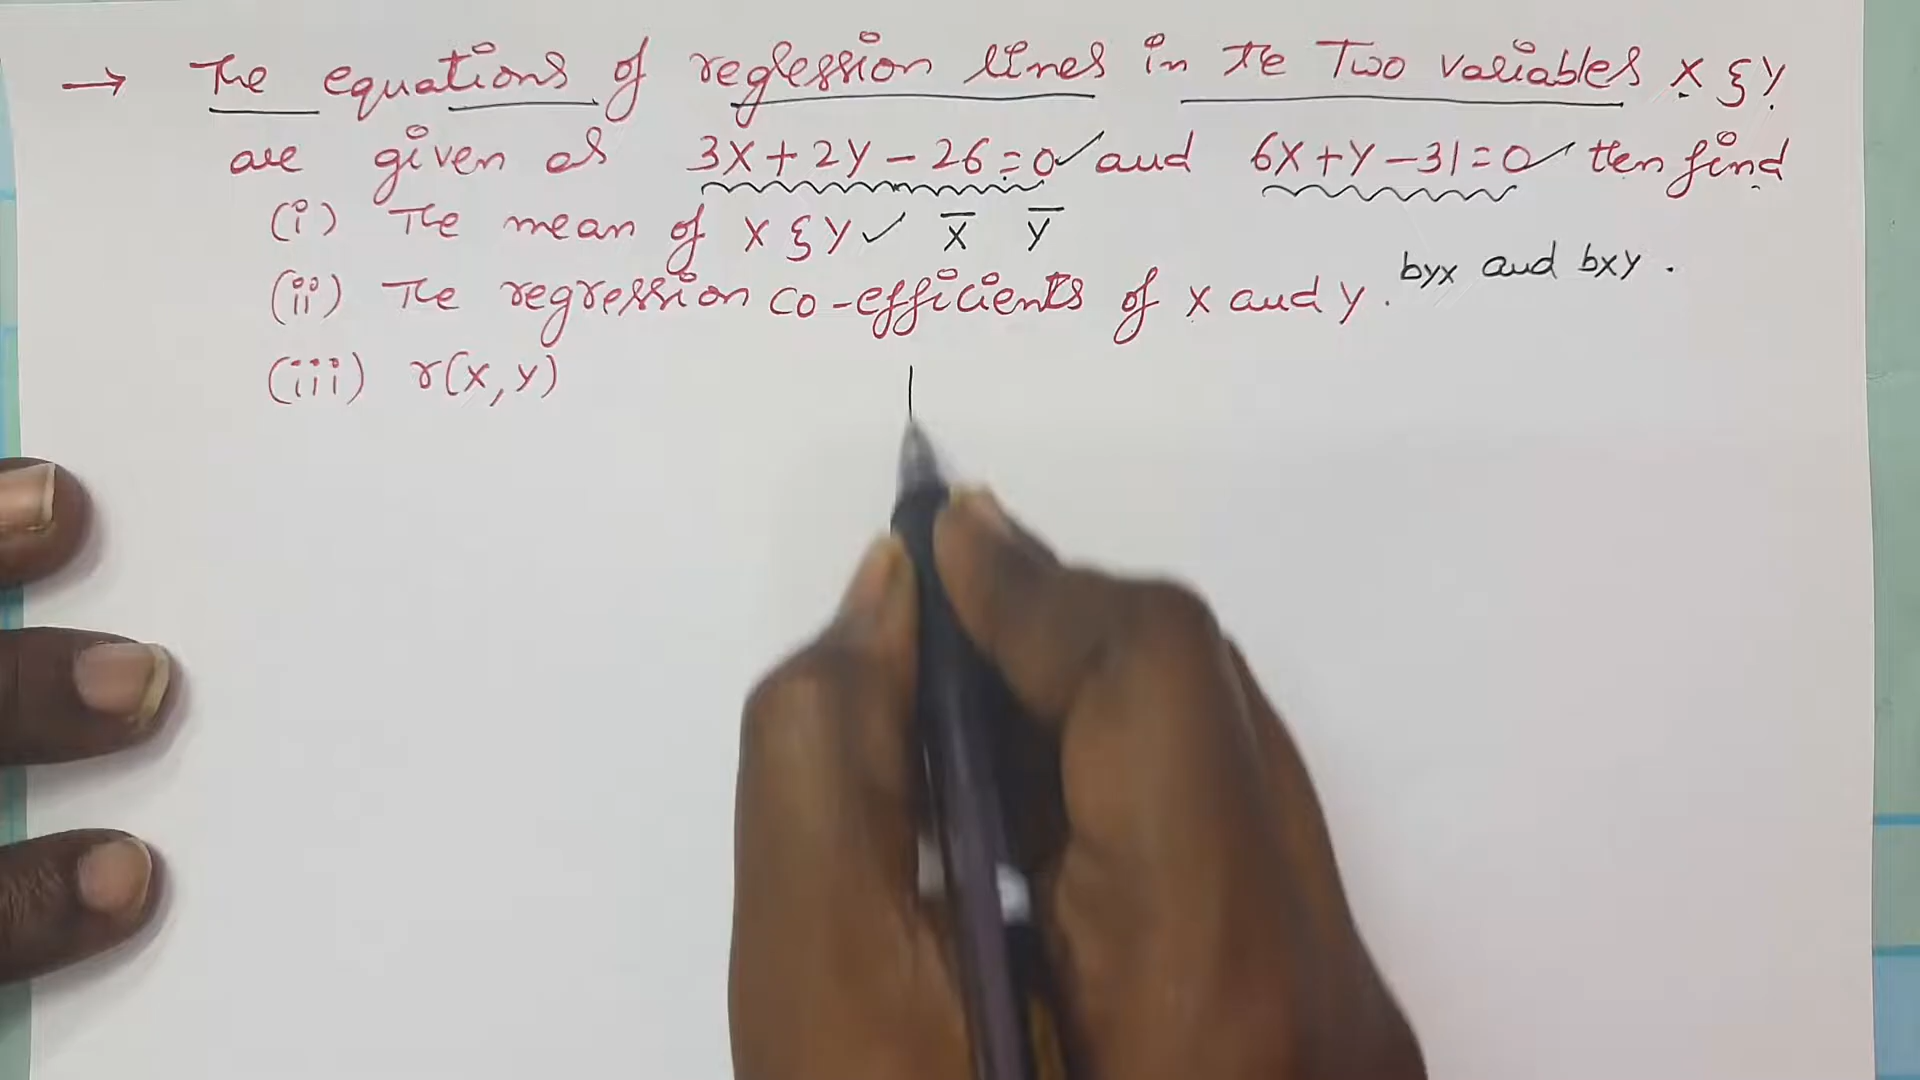 → The equations of regression lines in the Two variables X & Y
are given as 3X+2Y-26=0✓ and 6X+Y-31=0✓ then find
(i) The mean of X & Y ✓ x̅ y̅
byx and bxy .
(ii) The regression co-efficients of x and y .
(iii) r(x,y)